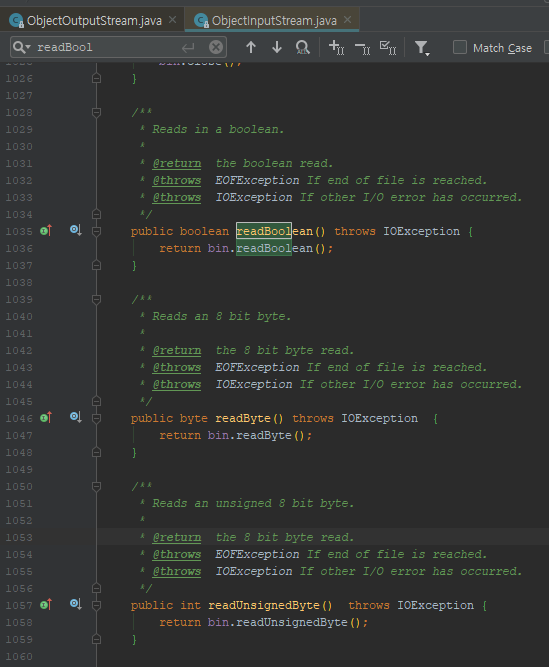 ObjectOutputStream.java × ObjectInputStream.java ×
readBool Match Case
1026 }
1027
1028 /**
1029 * Reads in a boolean.
1030 *
1031 * @return the boolean read.
1032 * @throws EOFException If end of file is reached.
1033 * @throws IOException If other I/O error has occurred.
1034 */
1035 public boolean readBoolean() throws IOException {
1036 return bin.readBoolean();
1037 }
1038
1039 /**
1040 * Reads an 8 bit byte.
1041 *
1042 * @return the 8 bit byte read.
1043 * @throws EOFException If end of file is reached.
1044 * @throws IOException If other I/O error has occurred.
1045 */
1046 public byte readByte() throws IOException {
1047 return bin.readByte();
1048 }
1049
1050 /**
1051 * Reads an unsigned 8 bit byte.
1052 *
1053 * @return the 8 bit byte read.
1054 * @throws EOFException If end of file is reached.
1055 * @throws IOException If other I/O error has occurred.
1056 */
1057 public int readUnsignedByte() throws IOException {
1058 return bin.readUnsignedByte();
1059 }
1060